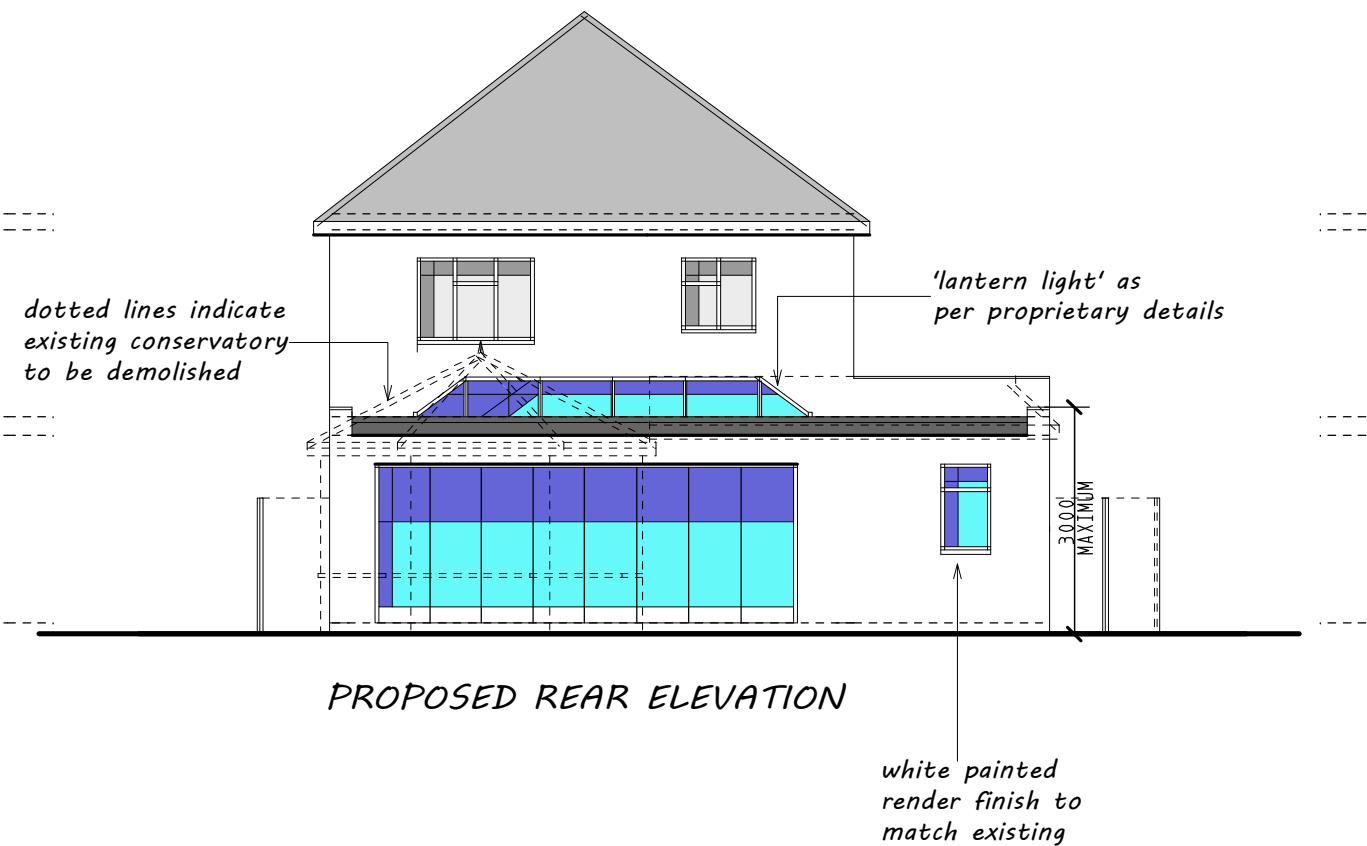 dotted lines indicate
existing conservatory
to be demolished
'lantern light' as
per proprietary details
3000
MAXIMUM
PROPOSED REAR ELEVATION
white painted
render finish to
match existing